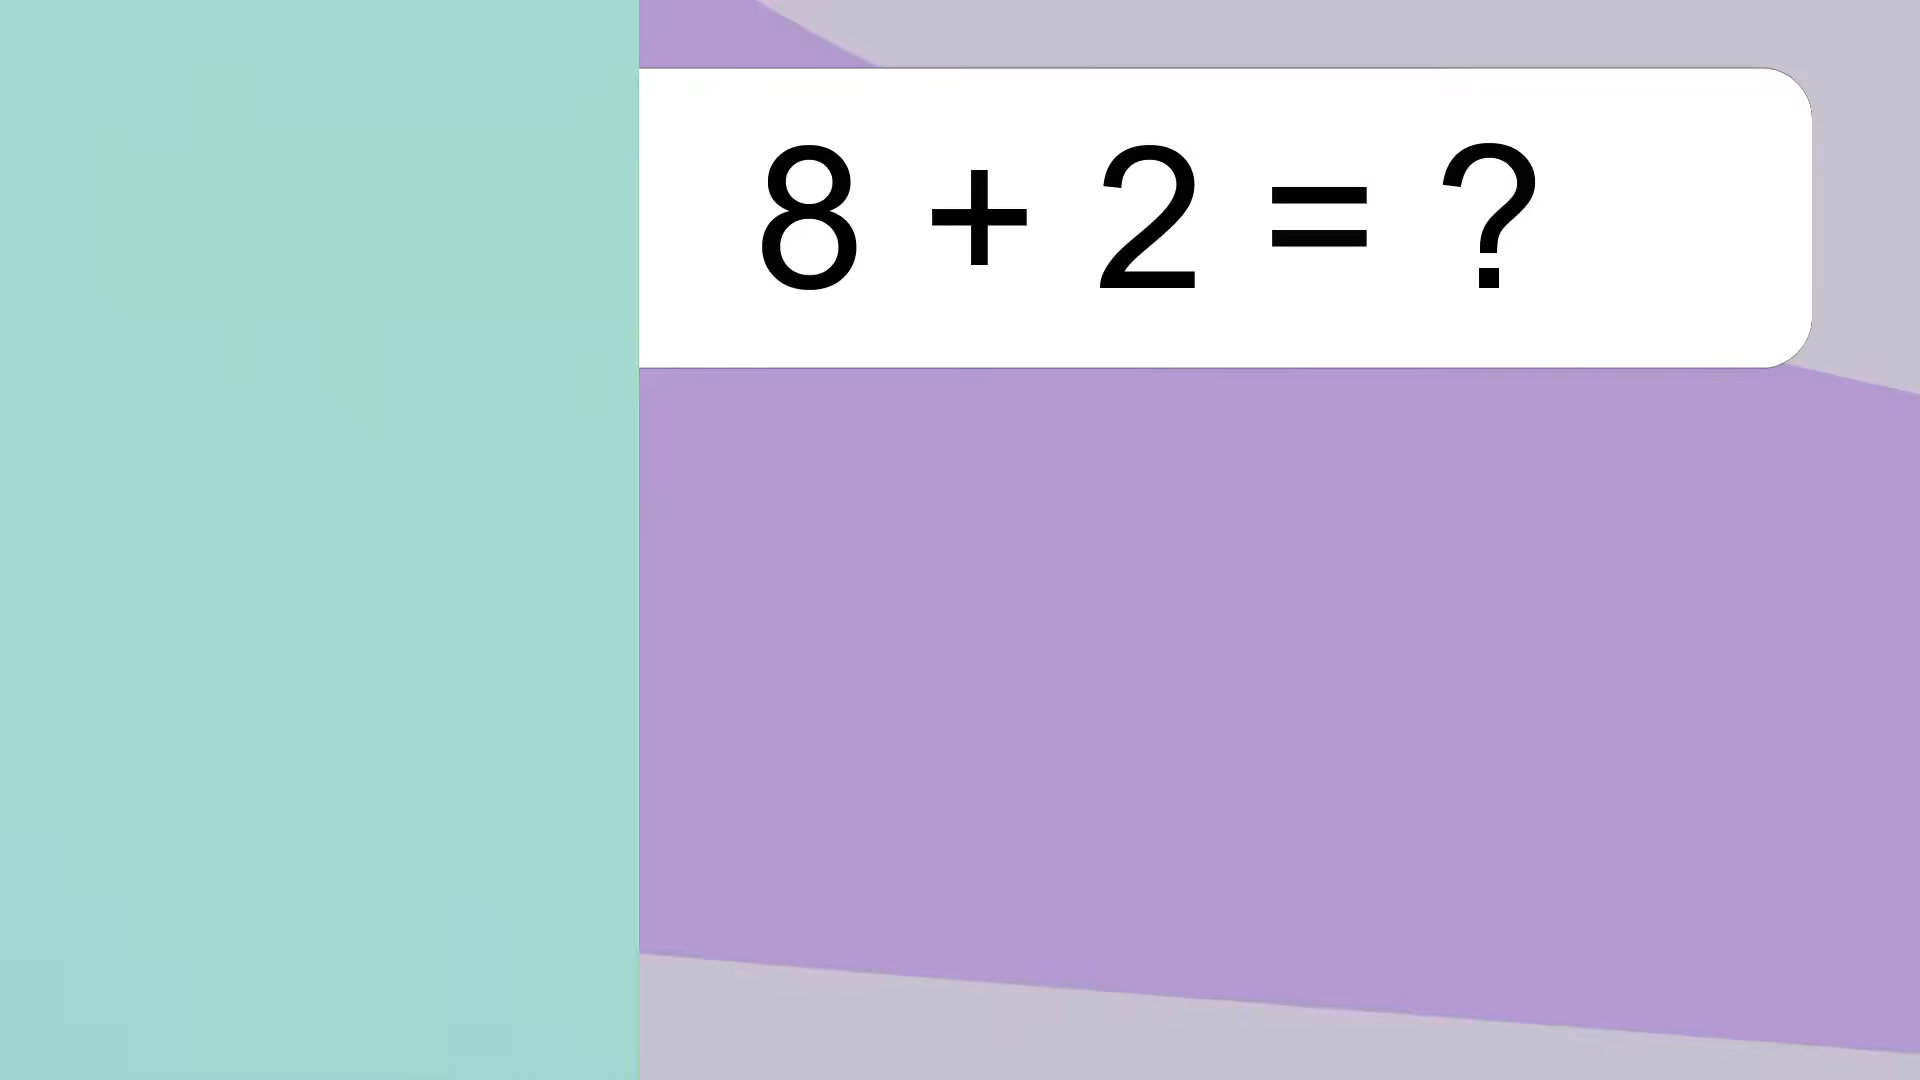 8 + 2 = ?